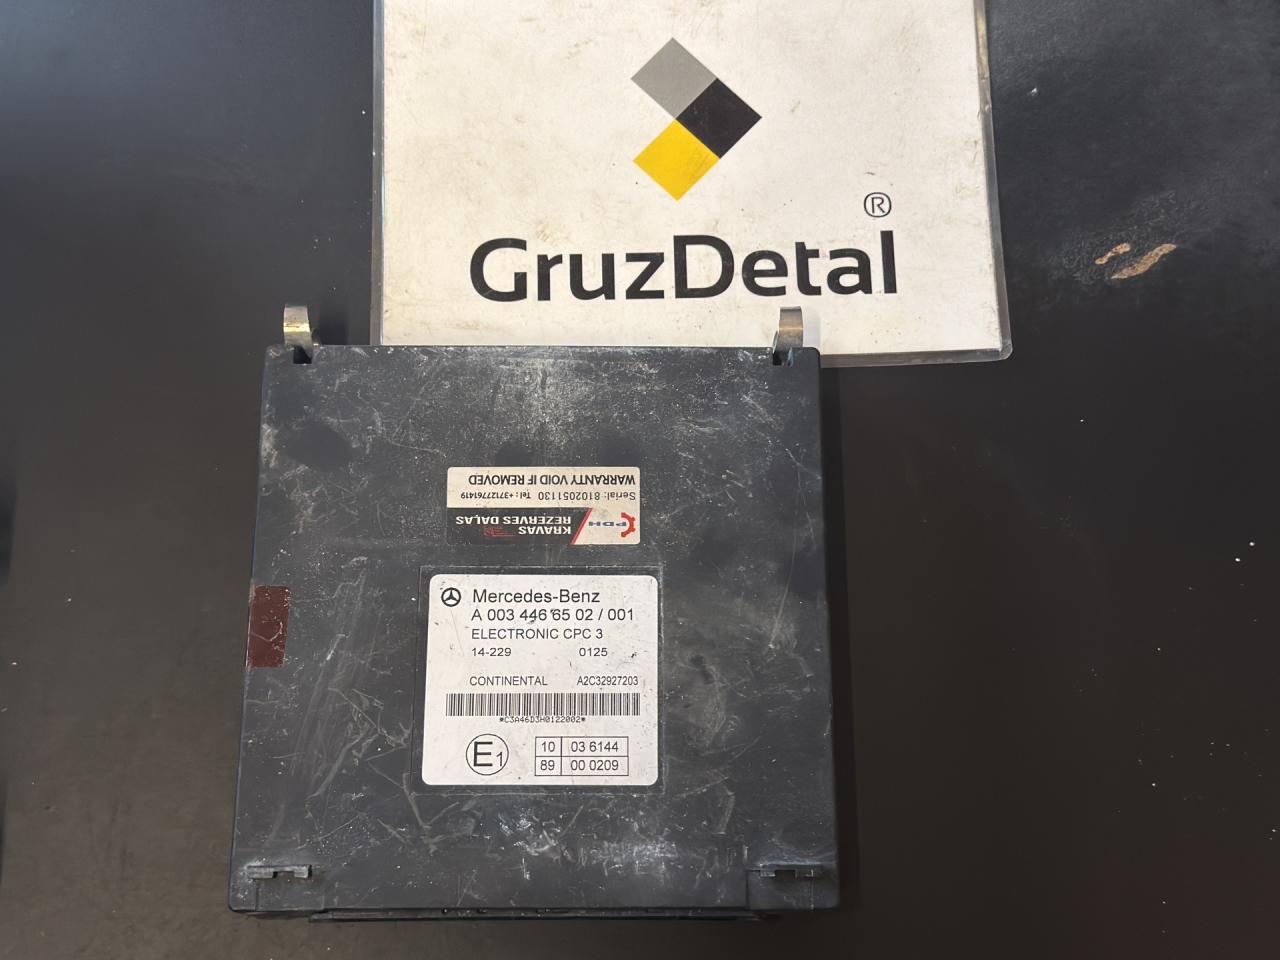 ®
GruzDetal
WARRANTY VOID IF REMOVED
Serial: 8102051130 Tel: +37127761419
KRAVAS
REZERVES DAĻAS
PDH
Mercedes-Benz
A 003 446 65 02 / 001
ELECTRONIC CPC 3
14-229 0125
CONTINENTAL A2C32927203
*C3A46D3H0122002*
E1
10 03 6144
89 00 0209